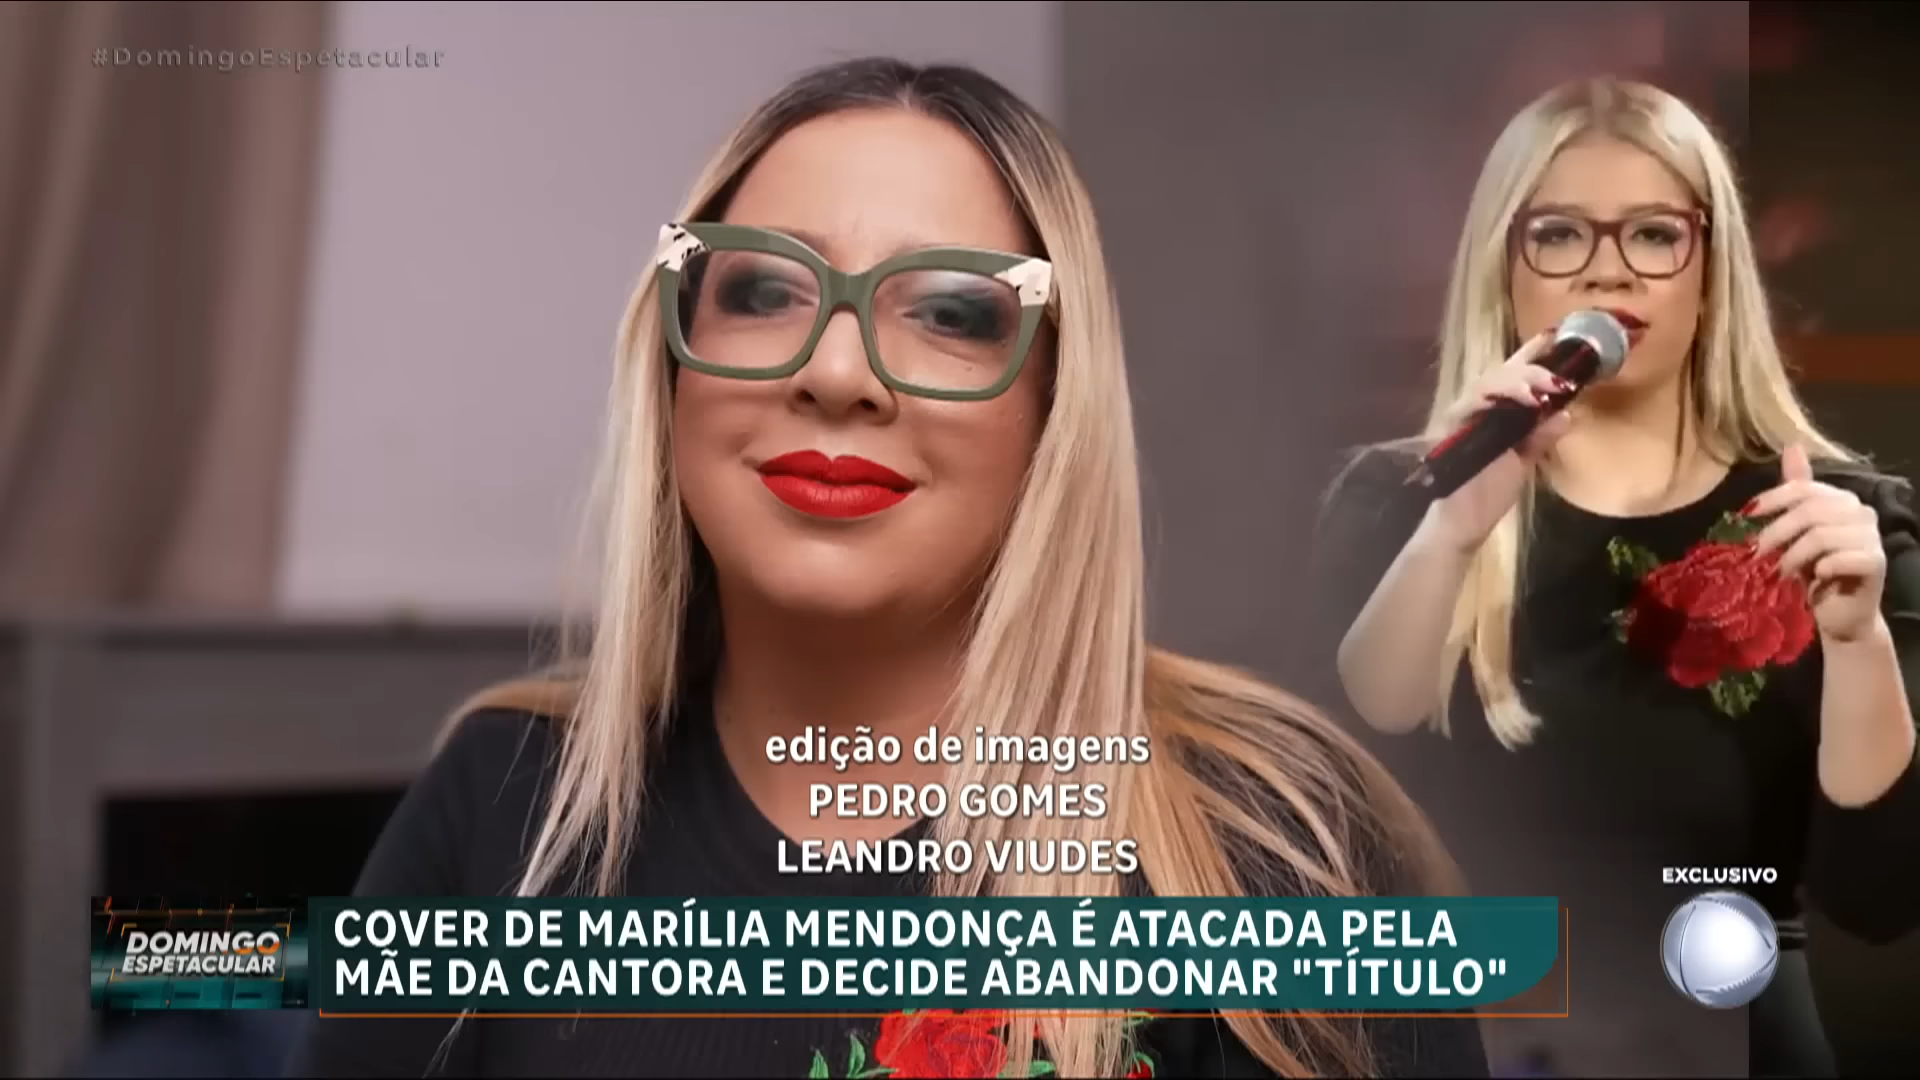 #DomingoEspetacular
edição de imagens
PEDRO GOMES
LEANDRO VIUDES
EXCLUSIVO
DOMINGO
ESPETACULAR
COVER DE MARÍLIA MENDONÇA É ATACADA PELA
MÃE DA CANTORA E DECIDE ABANDONAR "TÍTULO"